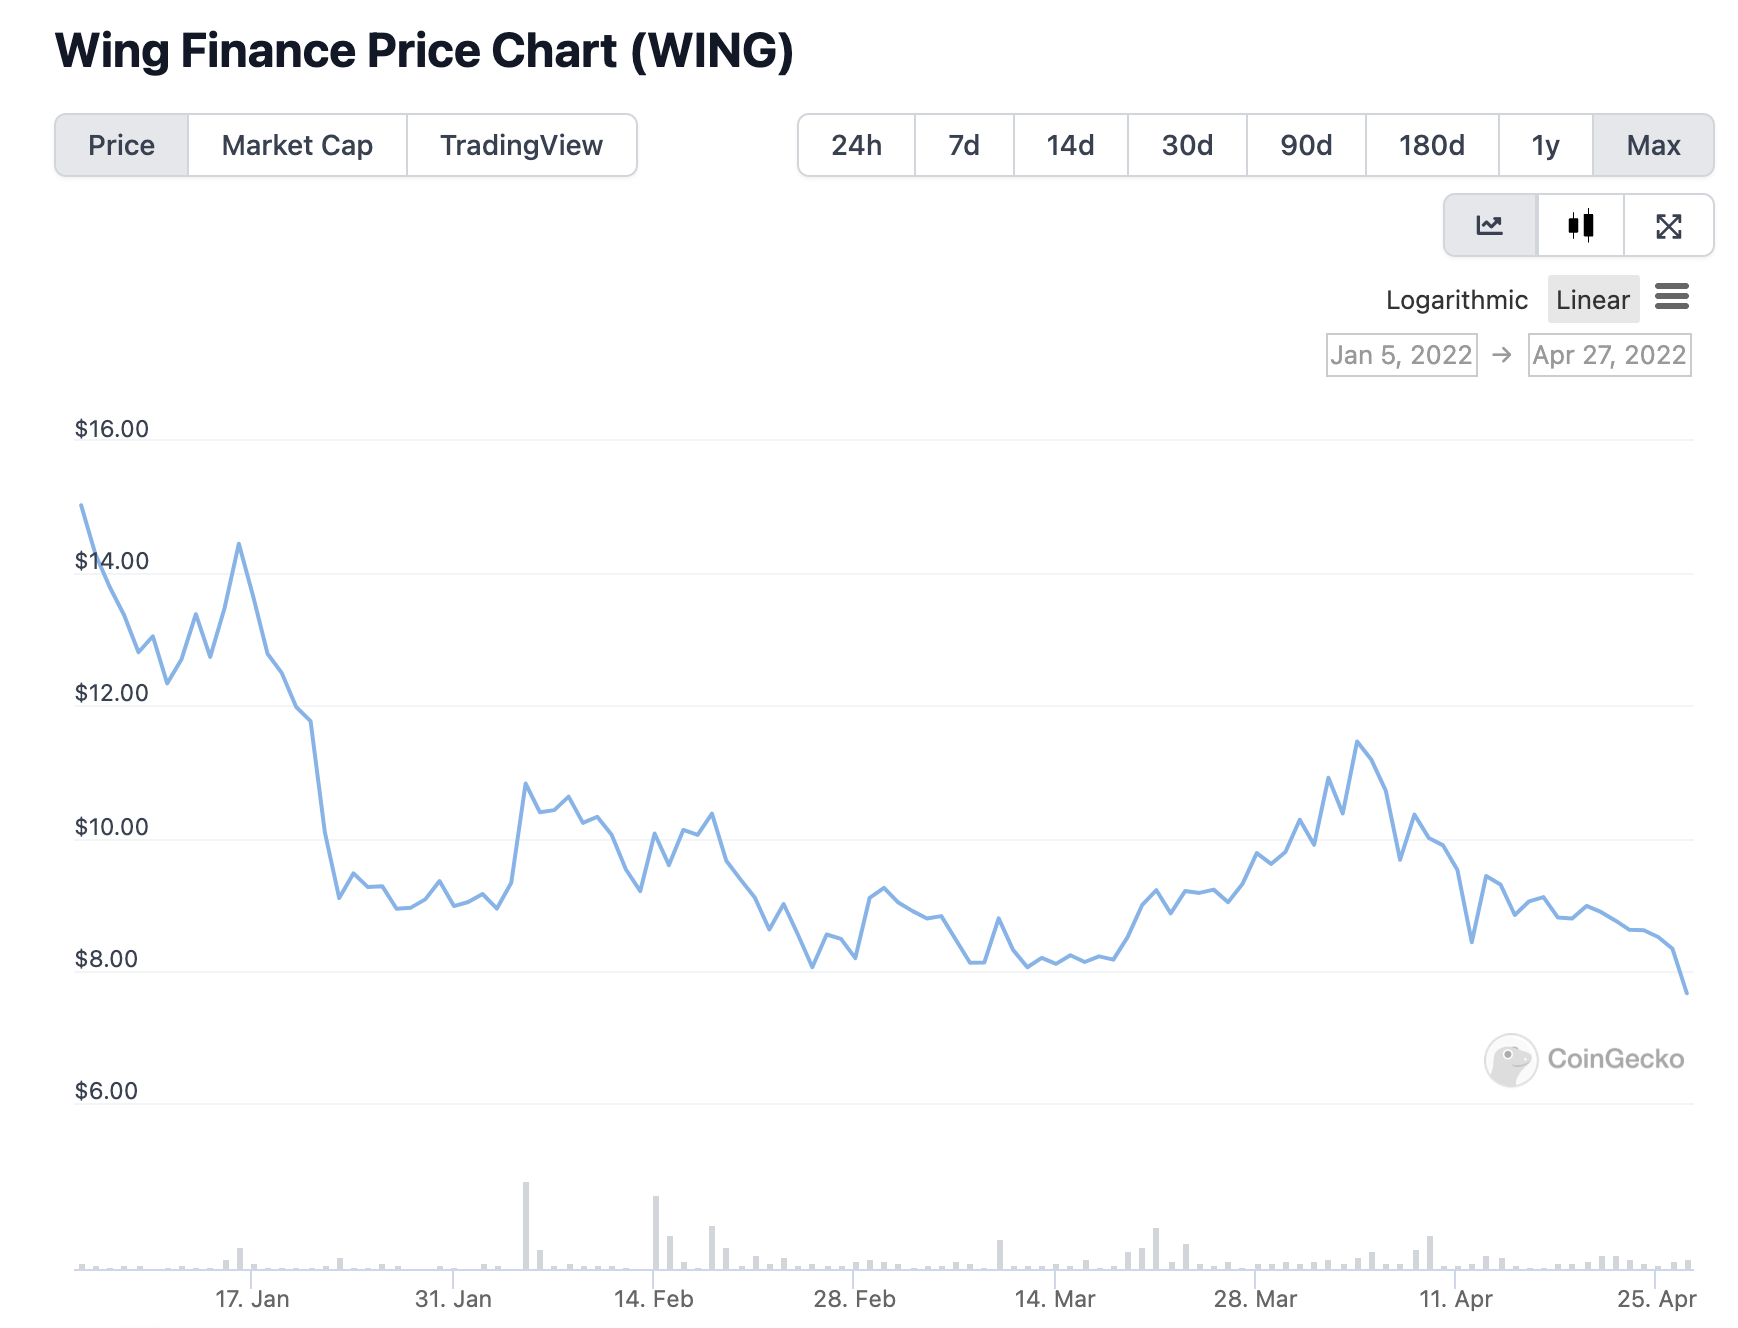 Wing Finance Price Chart (WING)
Price Market Cap TradingView 24h 7d 14d 30d 90d 180d 1y Max
Logarithmic Linear
Jan 5, 2022 → Apr 27, 2022
$16.00
$14.00
$12.00
$10.00
$8.00
CoinGecko
$6.00
17. Jan 31. Jan 14. Feb 28. Feb 14. Mar 28. Mar 11. Apr 25. Apr